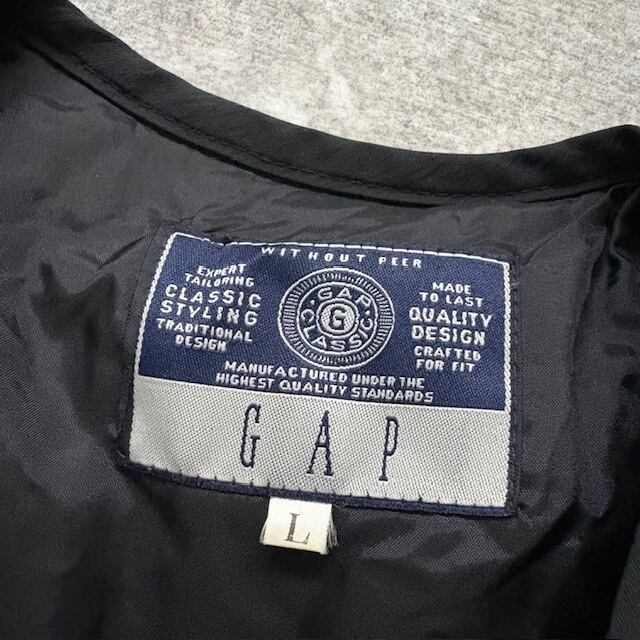 WITHOUT PEER
EXPERT
TAILORING
CLASSIC
STYLING
TRADITIONAL
DESIGN
GAP
G
CLASSIC
MADE
TO LAST
QUALITY
DESIGN
CRAFTED
FOR FIT
MANUFACTURED UNDER THE
HIGHEST QUALITY STANDARDS
GAP
L